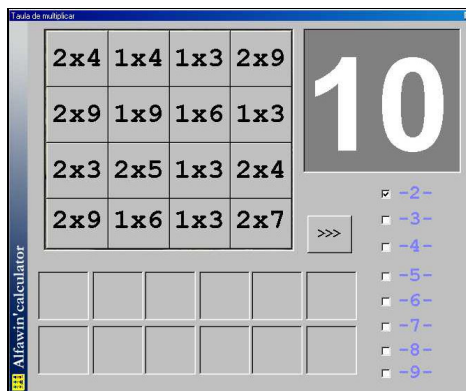 Taula de multiplicar
2x4 1x4 1x3 2x9
2x9 1x9 1x6 1x3
2x3 2x5 1x3 2x4
2x9 1x6 1x3 2x7
10
>>>
-2-
-3-
-4-
-5-
-6-
-7-
-8-
-9-
Alfawin'calculator